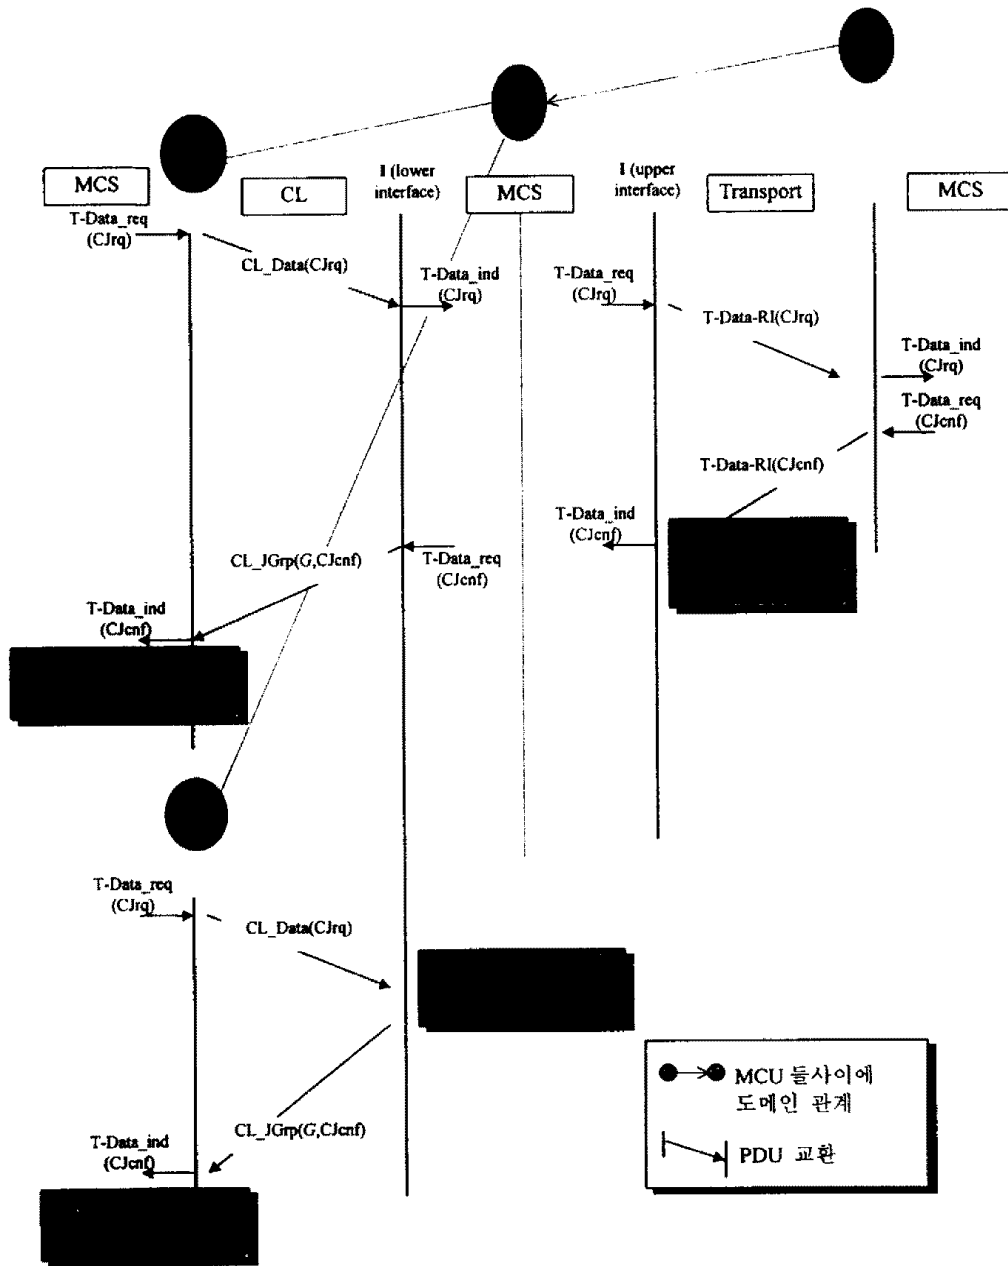 I (lower
interface)
I (upper
interface)
MCS
CL
MCS
Transport
MCS
T-Data_req
(CJrq)
CL_Data(CJrq)
T-Data_ind
(CJrq)
T-Data_req
(CJrq)
T-Data-RI(CJrq)
T-Data_ind
(CJrq)
T-Data_req
(CJcnf)
T-Data-RI(CJcnf)
T-Data_ind
(CJcnf)
CL_JGrp(G,CJcnf)
T-Data_req
(CJcnf)
T-Data_ind
(CJcnf)
T-Data_req
(CJrq)
CL_Data(CJrq)
CL_JGrp(G,CJcnf)
T-Data_ind
(CJcnf)
MCU 들사이에
도메인 관계
PDU 교환